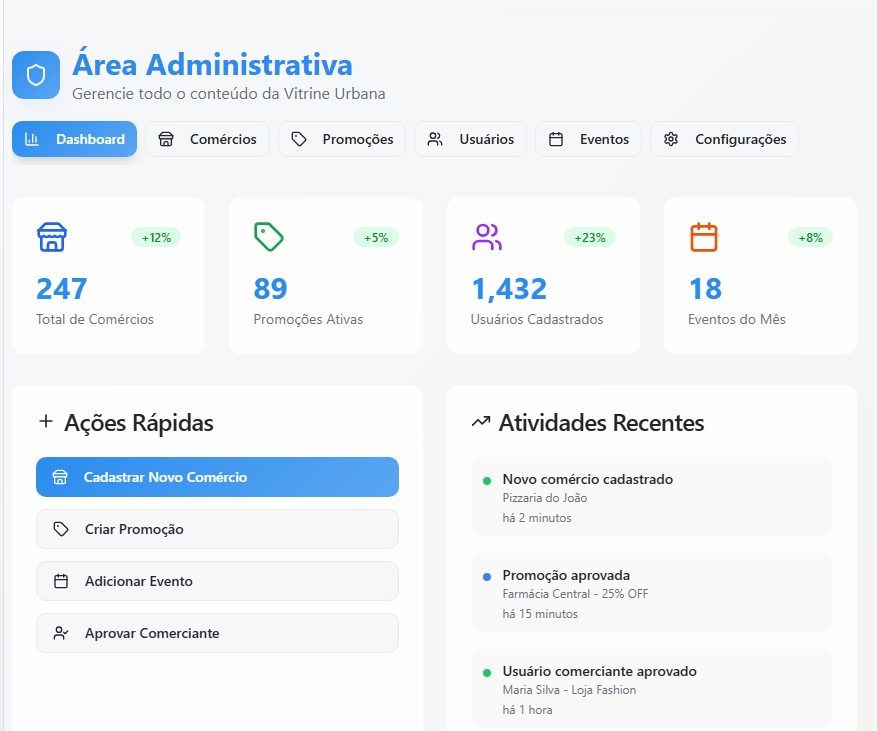 Área Administrativa
Gerencie todo o conteúdo da Vitrine Urbana
Dashboard
Comércios
Promoções
Usuários
Eventos
Configurações
+12%
247
Total de Comércios
+5%
89
Promoções Ativas
+23%
1,432
Usuários Cadastrados
+8%
18
Eventos do Mês
Ações Rápidas
Cadastrar Novo Comércio
Criar Promoção
Adicionar Evento
Aprovar Comerciante
Atividades Recentes
Novo comércio cadastrado
Pizzaria do João
há 2 minutos
Promoção aprovada
Farmácia Central - 25% OFF
há 15 minutos
Usuário comerciante aprovado
Maria Silva - Loja Fashion
há 1 hora